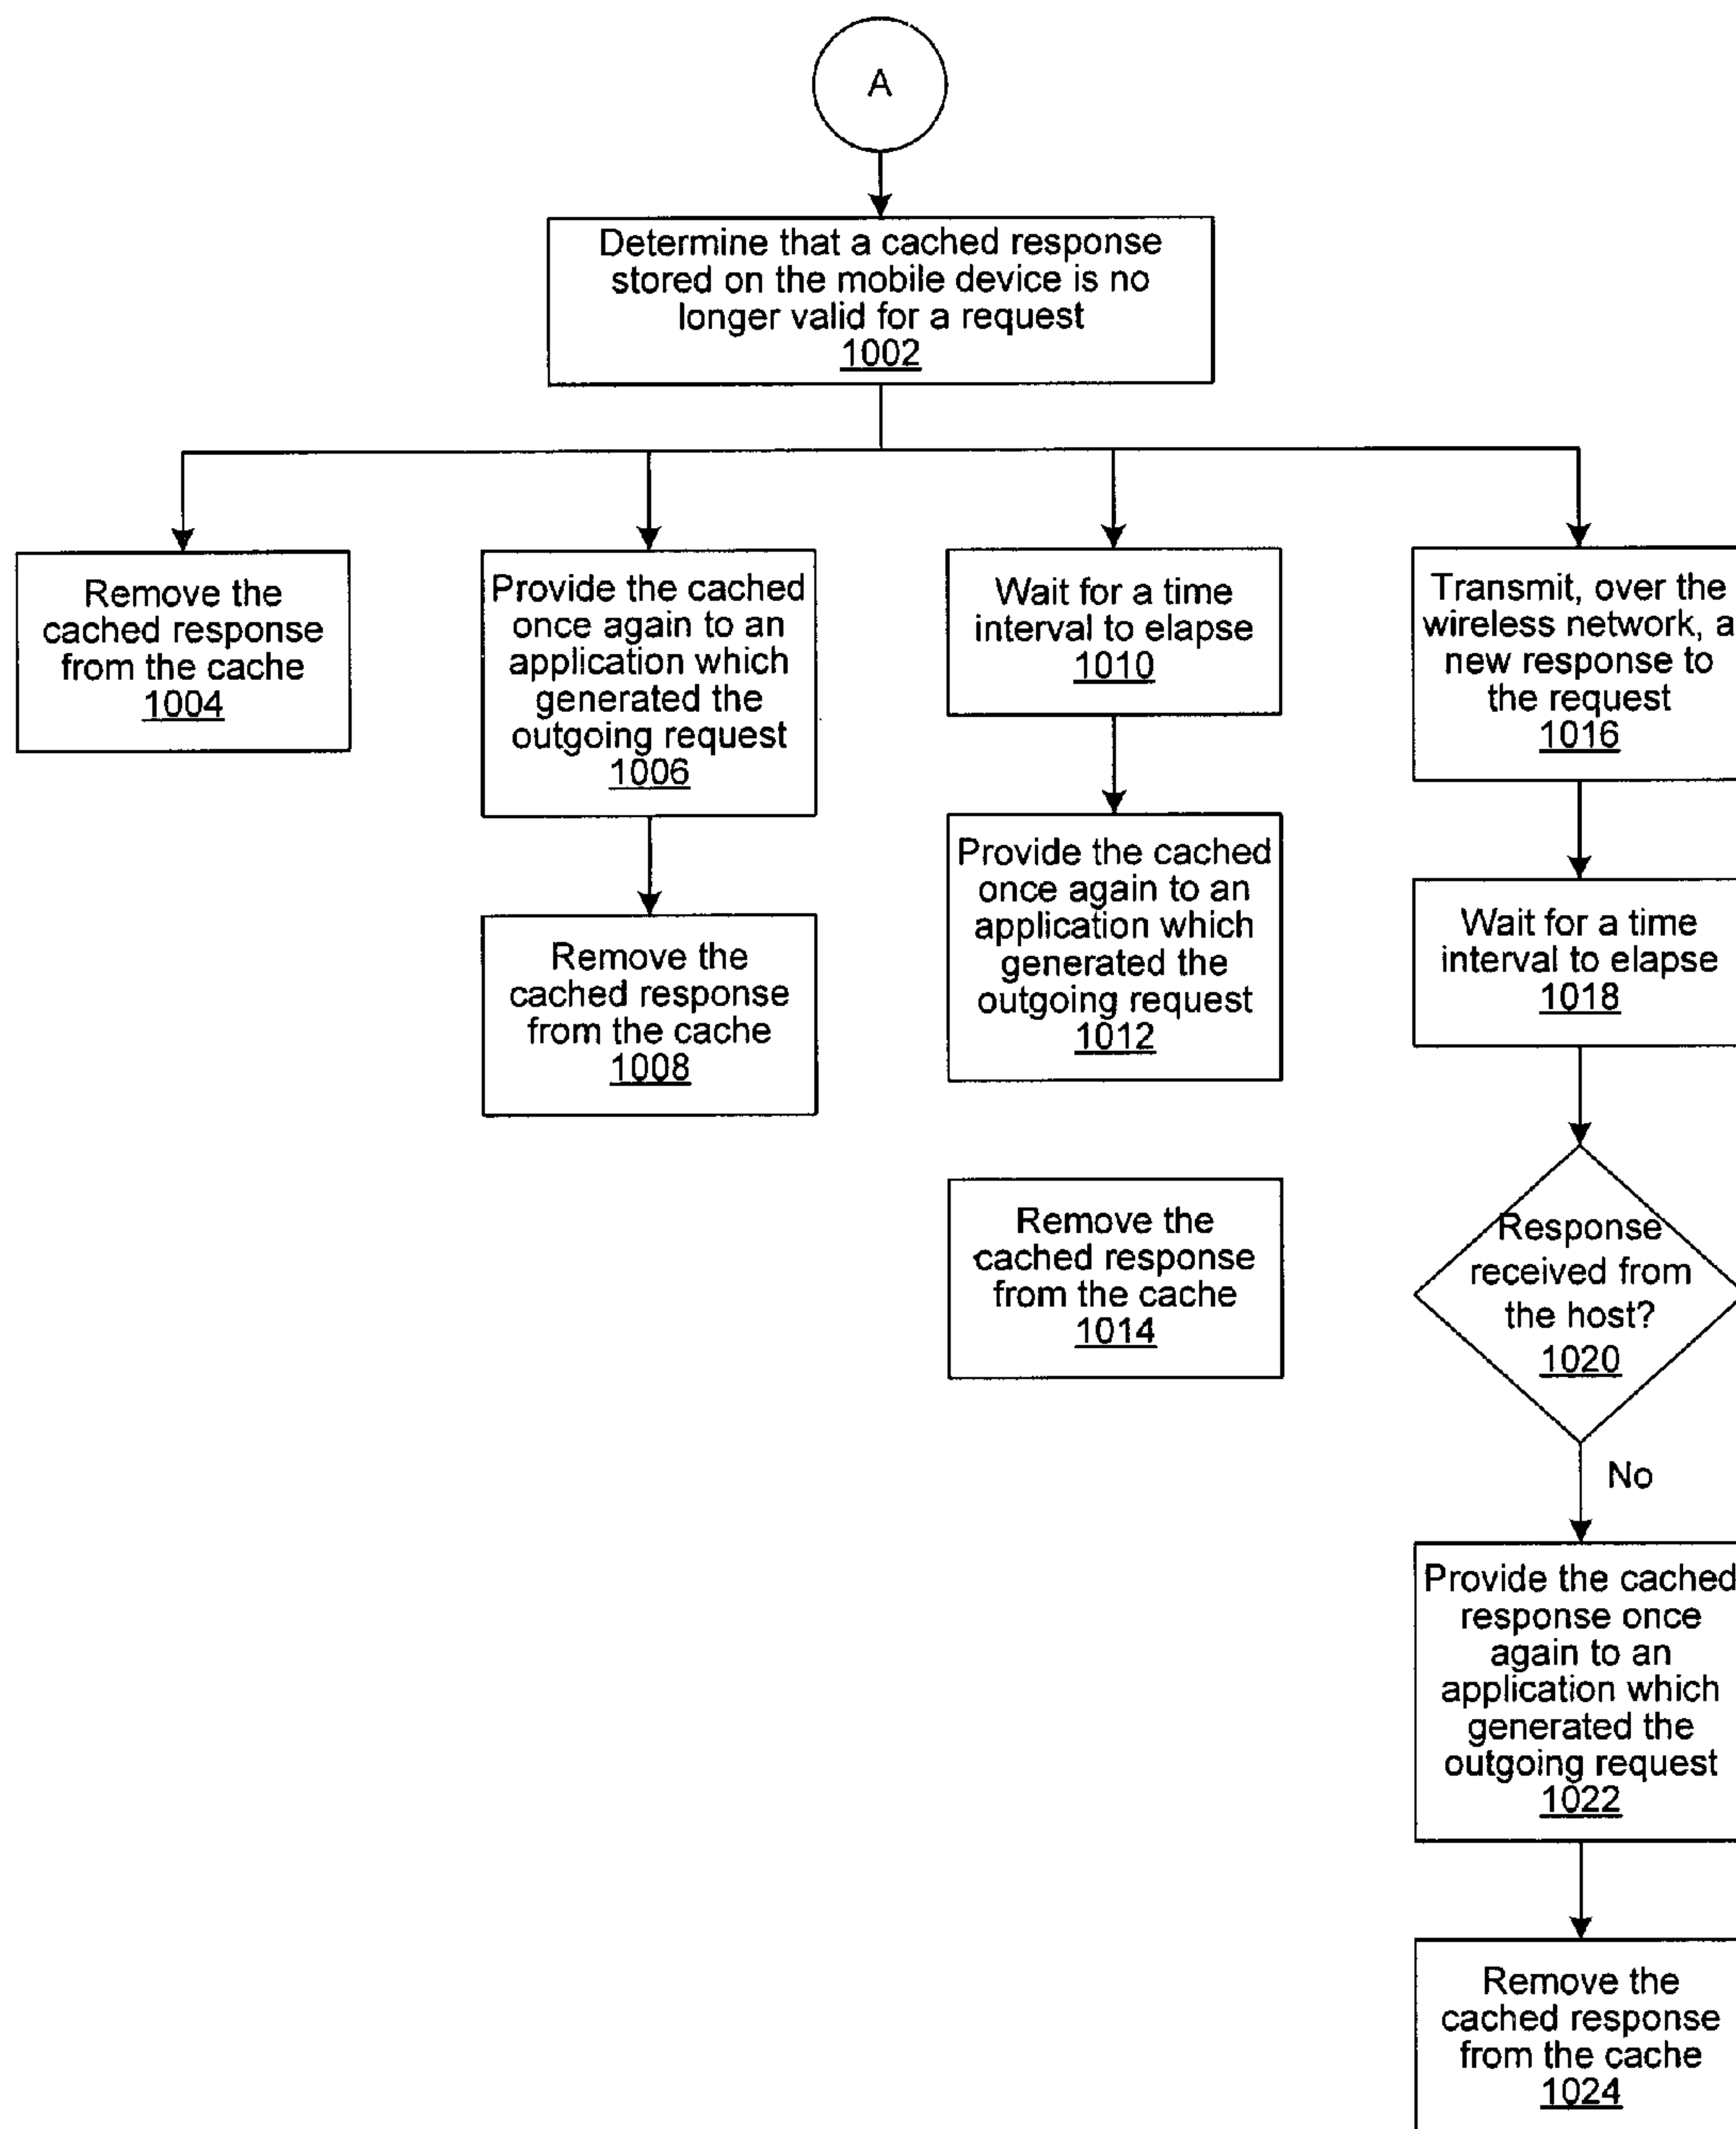 A
Determine that a cached response
stored on the mobile device is no
longer valid for a request
1002
Remove the
cached response
from the cache
1004
Provide the cached
once again to an
application which
generated the
outgoing request
1006
Remove the
cached response
from the cache
1008
Wait for a time
interval to elapse
1010
Provide the cached
once again to an
application which
generated the
outgoing request
1012
Remove the
cached response
from the cache
1014
Transmit, over the
wireless network, a
new response to
the request
1016
Wait for a time
interval to elapse
1018
Response
received from
the host?
1020
No
Provide the cached
response once
again to an
application which
generated the
outgoing request
1022
Remove the
cached response
from the cache
1024